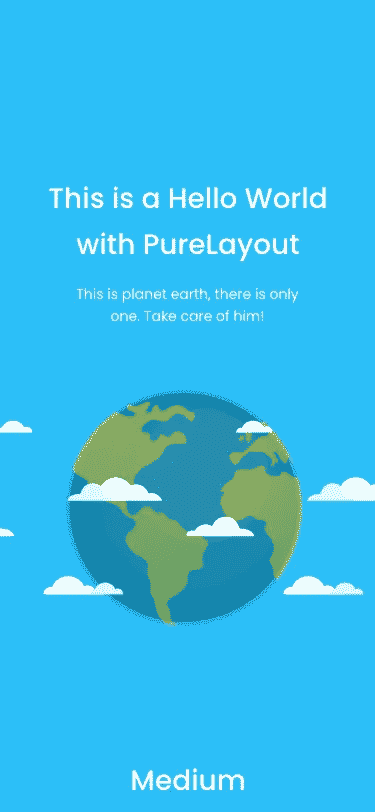 This is a Hello World
with PureLayout
This is planet earth, there is only
one. Take care of him!
Medium